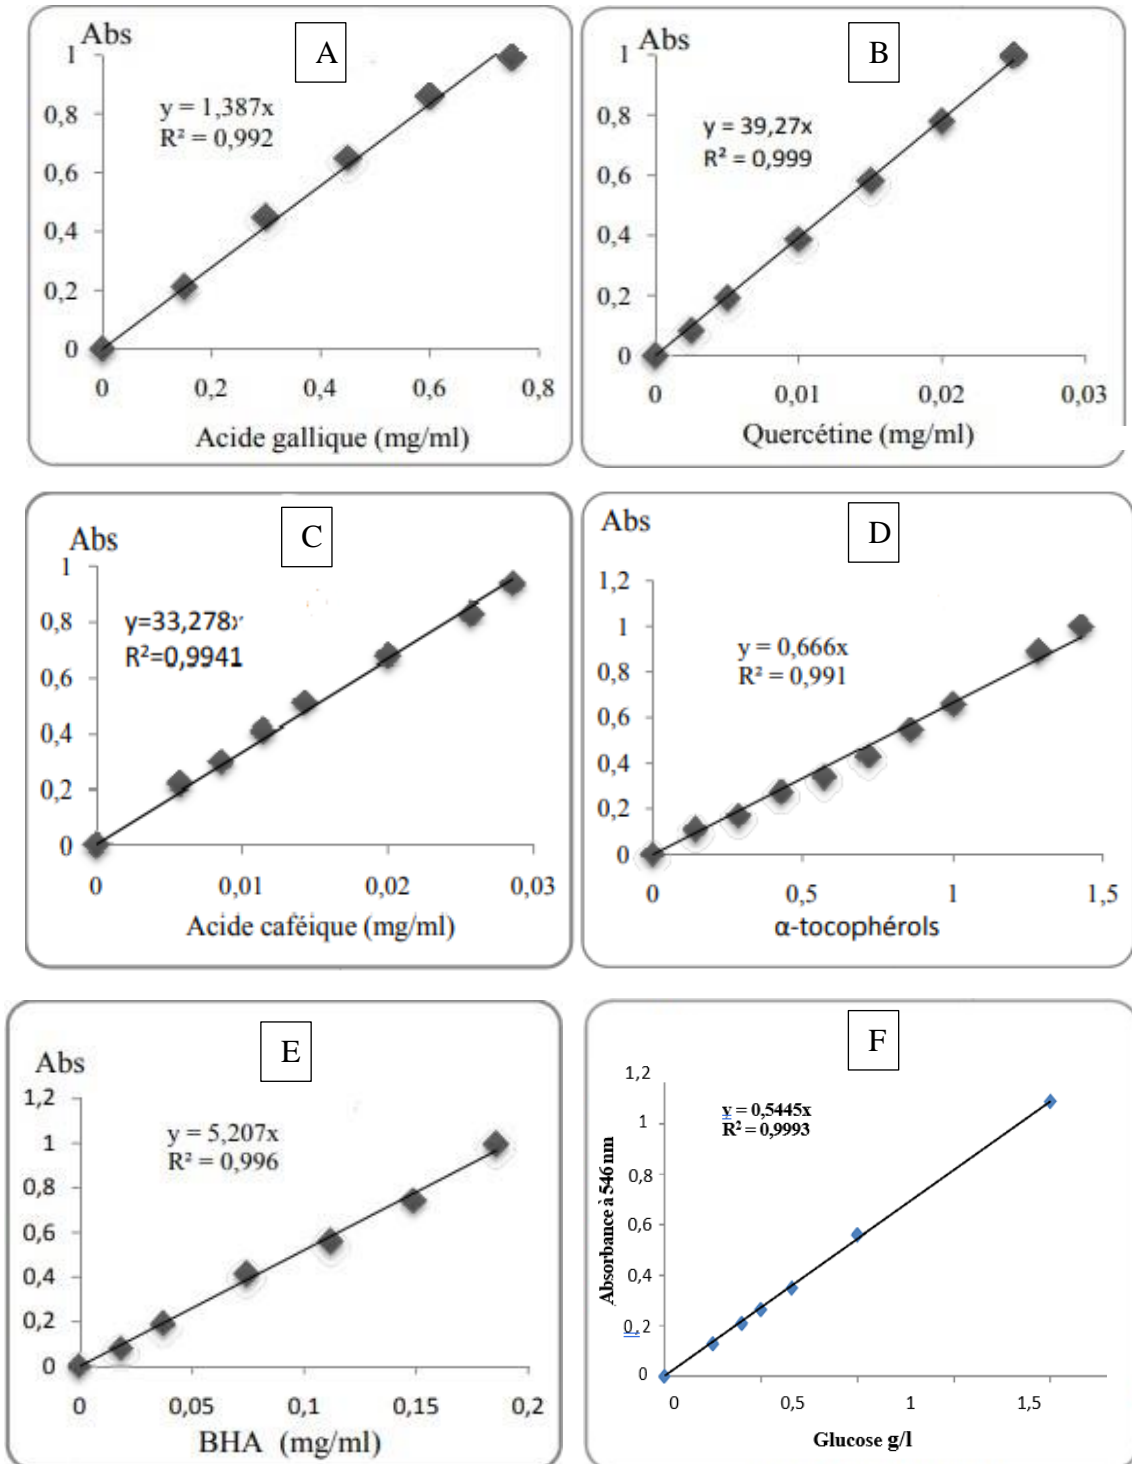 Abs
A
y = 1,387x
R² = 0,992
1
0,8
0,6
0,4
0,2
0
0 0,2 0,4 0,6 0,8
Acide gallique (mg/ml)
Abs
B
y = 39,27x
R² = 0,999
1
0,8
0,6
0,4
0,2
0
0 0,01 0,02 0,03
Quercétine (mg/ml)
Abs
C
y=33,278x
R²=0,9941
1
0,8
0,6
0,4
0,2
0
0 0,01 0,02 0,03
Acide caféique (mg/ml)
Abs
D
y = 0,666x
R² = 0,991
1,2
1
0,8
0,6
0,4
0,2
0
0 0,5 1 1,5
α-tocophérols
Abs
E
y = 5,207x
R² = 0,996
1,2
1
0,8
0,6
0,4
0,2
0
0 0,05 0,1 0,15 0,2
BHA (mg/ml)
F
y = 0,5445x
R² = 0,9993
Absorbance à 546 nm
1,2
1
0,8
0,6
0,4
0,2
0
0 0,5 1 1,5
Glucose g/l